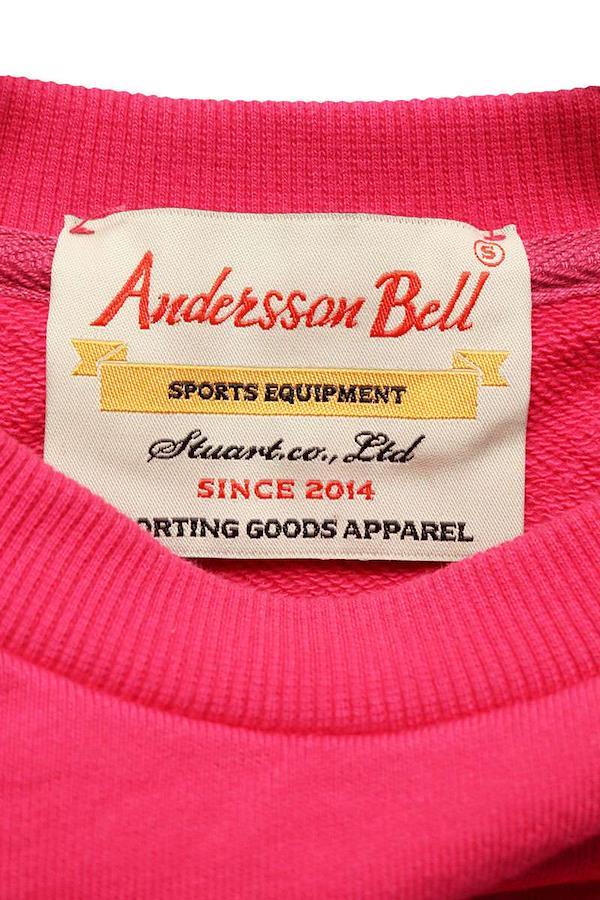 S
Andersson Bell
SPORTS EQUIPMENT
Stuart.co., Ltd
SINCE 2014
ORTING GOODS APPAREL